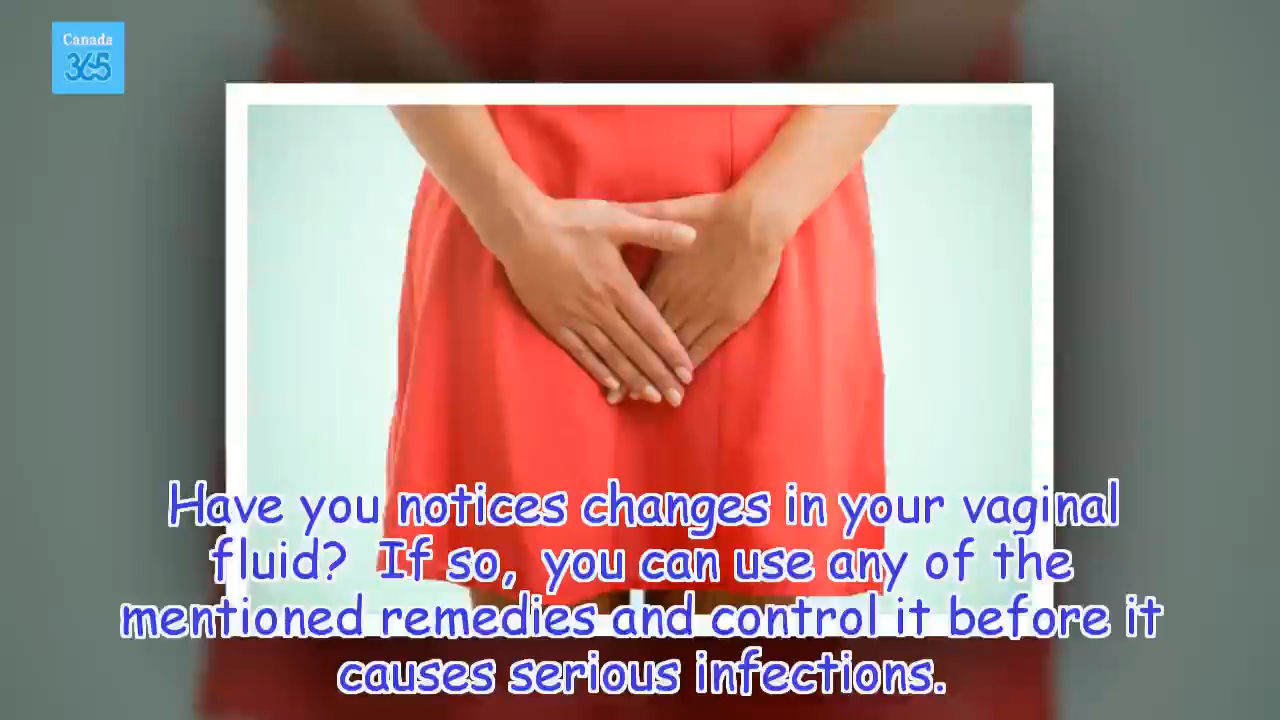 Canada
365
Have you notices changes in your vaginal
fluid? If so, you can use any of the
mentioned remedies and control it before it
causes serious infections.